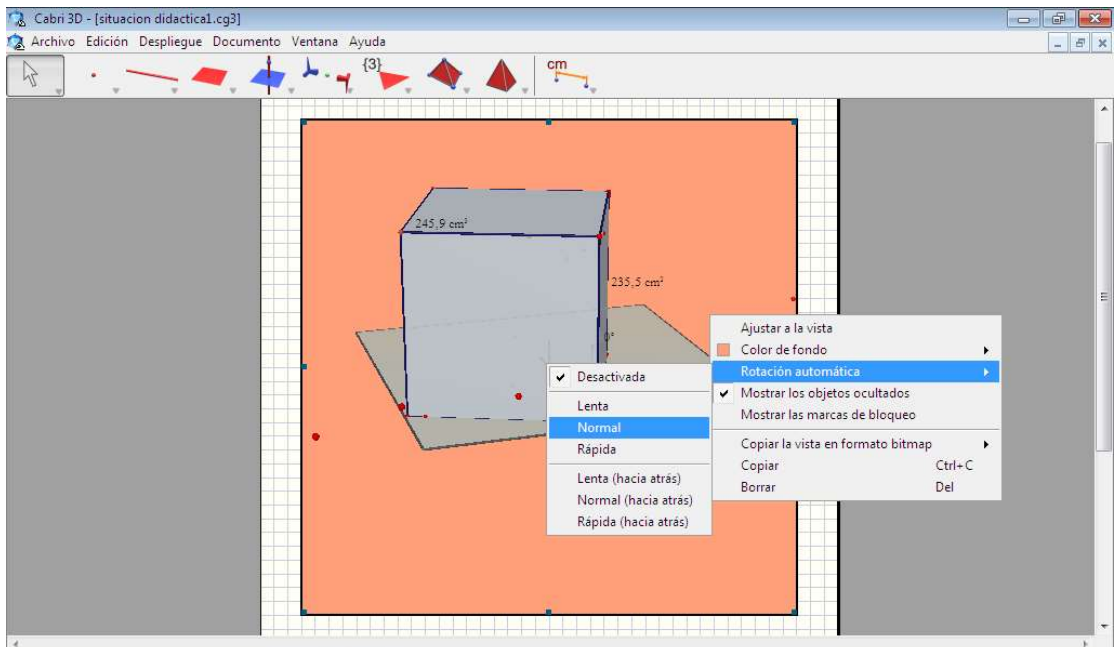 Cabri 3D - [situacion didactica1.cg3]
Archivo Edición Despliegue Documento Ventana Ayuda
{3}
cm
245,9 cm²
235,5 cm²
Ajustar a la vista
Color de fondo
Rotación automática
Mostrar los objetos ocultados
Mostrar las marcas de bloqueo
Copiar la vista en formato bitmap
Copiar Ctrl+C
Borrar Del
Desactivada
Lenta
Normal
Rápida
Lenta (hacia atrás)
Normal (hacia atrás)
Rápida (hacia atrás)